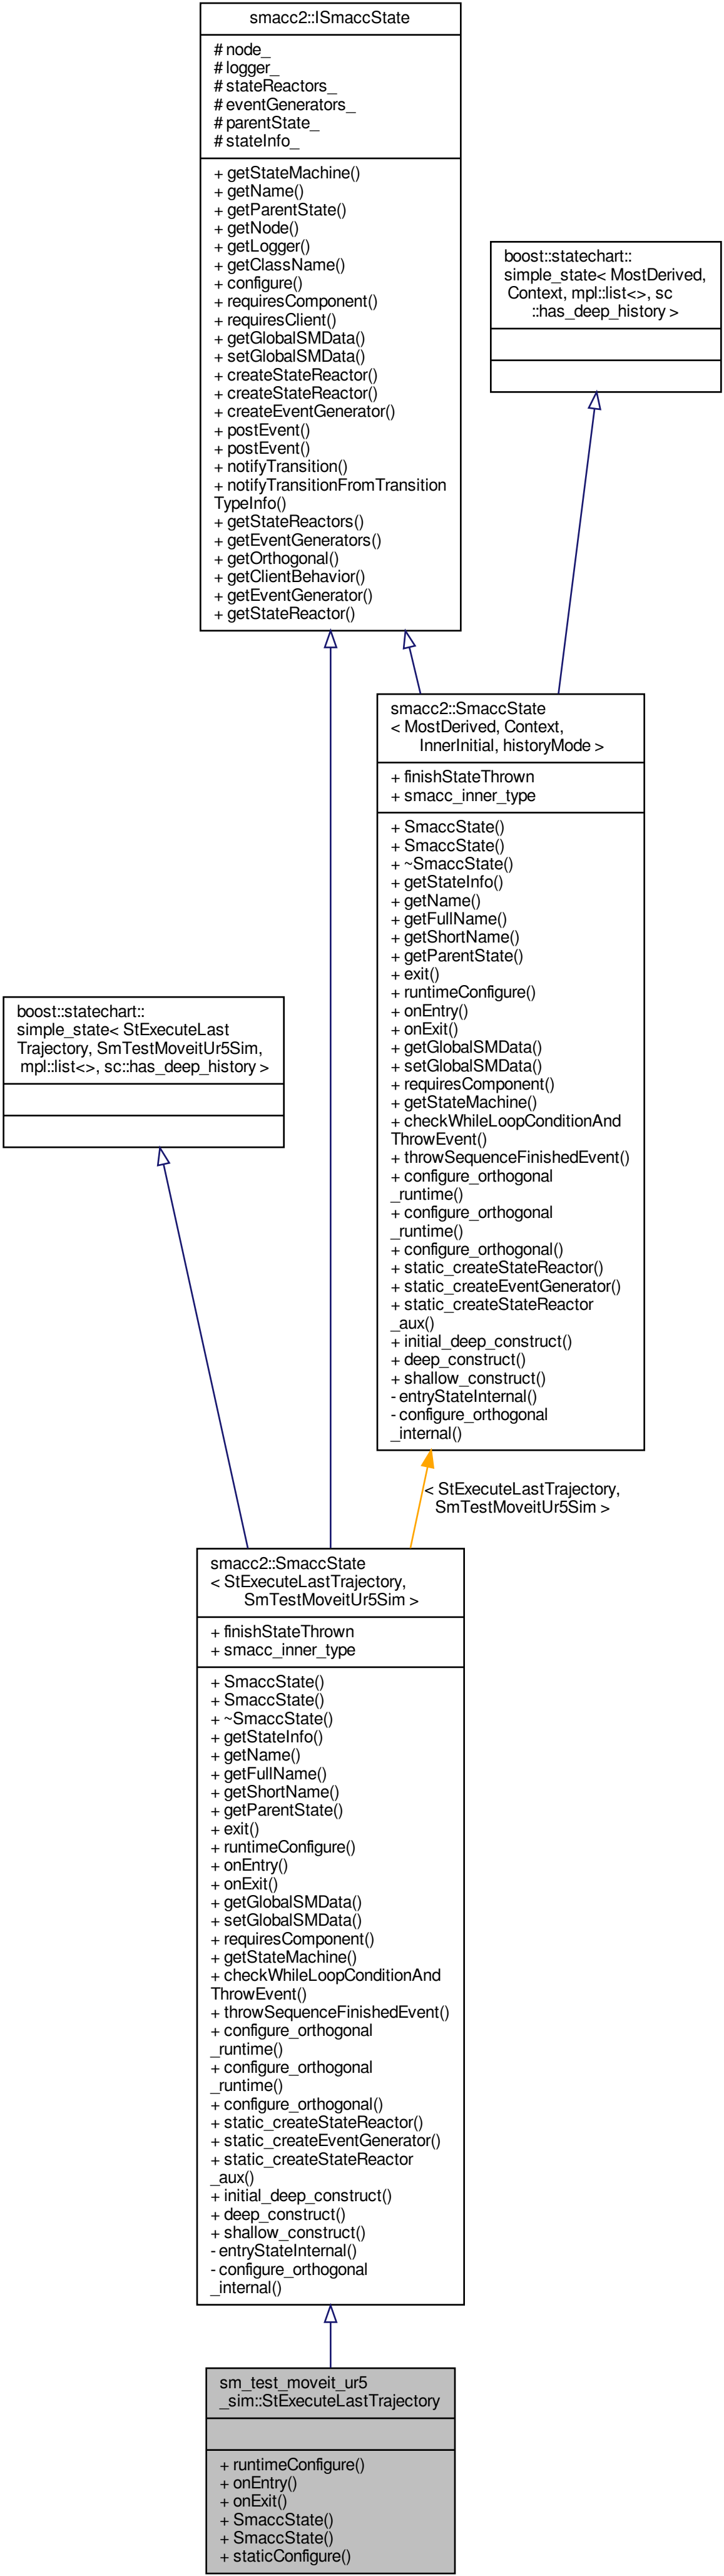 smacc2::ISmaccState
# node_
# logger_
# stateReactors_
# eventGenerators_
# parentState_
# stateInfo_
+ getStateMachine()
+ getName()
+ getParentState()
+ getNode()
+ getLogger()
+ getClassName()
+ configure()
+ requiresComponent()
+ requiresClient()
+ getGlobalSMData()
+ setGlobalSMData()
+ createStateReactor()
+ createStateReactor()
+ createEventGenerator()
+ postEvent()
+ postEvent()
+ notifyTransition()
+ notifyTransitionFromTransition
TypeInfo()
+ getStateReactors()
+ getEventGenerators()
+ getOrthogonal()
+ getClientBehavior()
+ getEventGenerator()
+ getStateReactor()
boost::statechart::
simple_state< MostDerived,
Context, mpl::list<>, sc
::has_deep_history >
smacc2::SmaccState
< MostDerived, Context,
InnerInitial, historyMode >
+ finishStateThrown
+ smacc_inner_type
+ SmaccState()
+ SmaccState()
+ ~SmaccState()
+ getStateInfo()
+ getName()
+ getFullName()
+ getShortName()
+ getParentState()
+ exit()
+ runtimeConfigure()
+ onEntry()
+ onExit()
+ getGlobalSMData()
+ setGlobalSMData()
+ requiresComponent()
+ getStateMachine()
+ checkWhileLoopConditionAnd
ThrowEvent()
+ throwSequenceFinishedEvent()
+ configure_orthogonal
_runtime()
+ configure_orthogonal
_runtime()
+ configure_orthogonal()
+ static_createStateReactor()
+ static_createEventGenerator()
+ static_createStateReactor
_aux()
+ initial_deep_construct()
+ deep_construct()
+ shallow_construct()
- entryStateInternal()
- configure_orthogonal
_internal()
boost::statechart::
simple_state< StExecuteLast
Trajectory, SmTestMoveitUr5Sim,
mpl::list<>, sc::has_deep_history >
< StExecuteLastTrajectory,
SmTestMoveitUr5Sim >
smacc2::SmaccState
< StExecuteLastTrajectory,
SmTestMoveitUr5Sim >
+ finishStateThrown
+ smacc_inner_type
+ SmaccState()
+ SmaccState()
+ ~SmaccState()
+ getStateInfo()
+ getName()
+ getFullName()
+ getShortName()
+ getParentState()
+ exit()
+ runtimeConfigure()
+ onEntry()
+ onExit()
+ getGlobalSMData()
+ setGlobalSMData()
+ requiresComponent()
+ getStateMachine()
+ checkWhileLoopConditionAnd
ThrowEvent()
+ throwSequenceFinishedEvent()
+ configure_orthogonal
_runtime()
+ configure_orthogonal
_runtime()
+ configure_orthogonal()
+ static_createStateReactor()
+ static_createEventGenerator()
+ static_createStateReactor
_aux()
+ initial_deep_construct()
+ deep_construct()
+ shallow_construct()
- entryStateInternal()
- configure_orthogonal
_internal()
sm_test_moveit_ur5
_sim::StExecuteLastTrajectory
+ runtimeConfigure()
+ onEntry()
+ onExit()
+ SmaccState()
+ SmaccState()
+ staticConfigure()